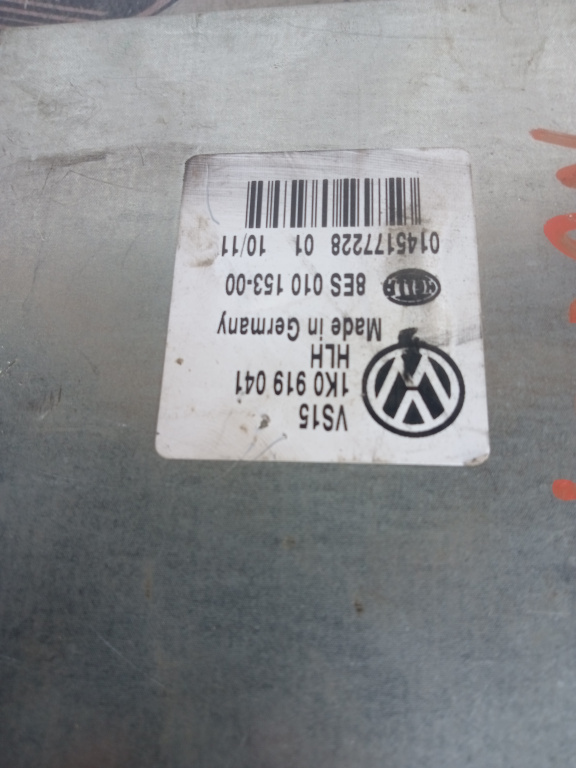 VS15
1K0 919 041
HLH
Made in Germany
8ES 010 153-00
0145177228 01 10/11